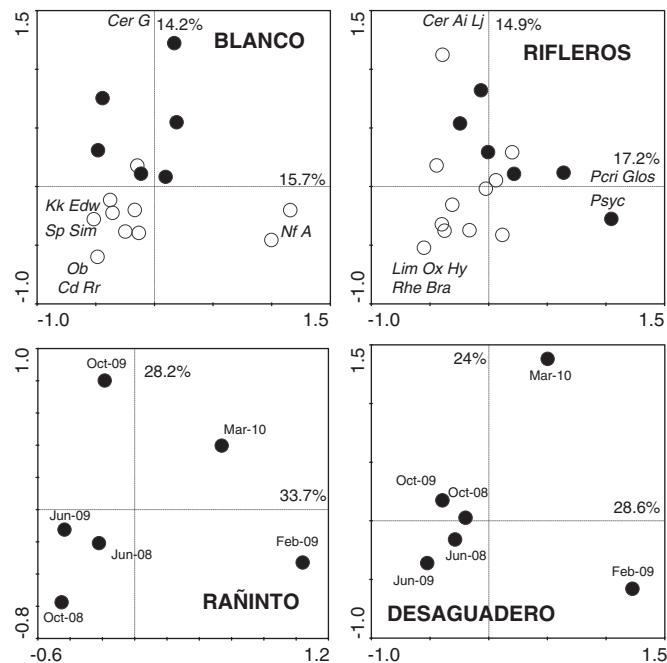 1.5
Cer G 14.2%
BLANCO
15.7%
Kk Edw
Sp Sim
Nf A
Ob
Cd Rr
-1.0
-1.0 1.5
Cer Ai Lj 14.9%
RIFLEROS
17.2%
Pcri Glos
Psyc
Lim Ox Hy
Rhe Bra
-1.0
-1.0 1.5
1.0
Oct-09
28.2%
Mar-10
33.7%
Jun-09
Jun-08
Feb-09
Oct-08
RAÑINTO
-0.8
-0.6 1.2
1.5
24%
Mar-10
Oct-09
Oct-08
28.6%
Jun-08
Jun-09
Feb-09
DESAGUADERO
-1.0
-1.0 1.5